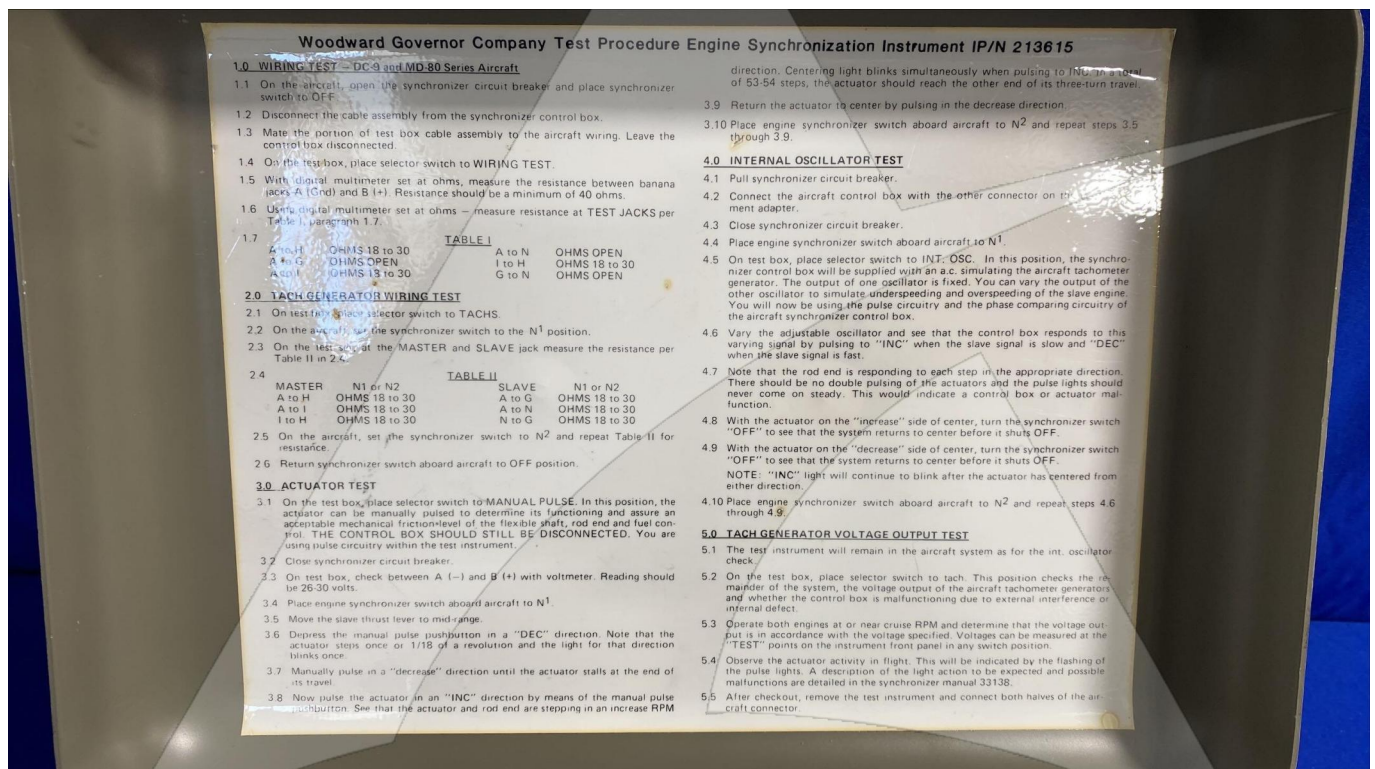 Woodward Governor Company Test Procedure Engine Synchronization Instrument IP/N 213615
1.0 WIRING TEST – DC-9 and MD-80 Series Aircraft
1.1 On the aircraft, open the synchronizer circuit breaker and place synchronizer
switch to OFF
1.2 Disconnect the cable assembly from the synchronizer control box.
1.3 Mate the portion of test box cable assembly to the aircraft wiring. Leave the
control box disconnected.
1.4 On the test box, place selector switch to WIRING TEST.
1.5 With digital multimeter set at ohms, measure the resistance between banana
jacks A (Gnd) and B (+). Resistance should be a minimum of 40 ohms.
1.6 Using digital multimeter set at ohms – measure resistance at TEST JACKS per
Table I, paragraph 1.7.
1.7 TABLE I
A to H OHMS 18 to 30 A to N OHMS OPEN
A to G OHMS OPEN I to H OHMS 18 to 30
A to I OHMS 18 to 30 G to N OHMS OPEN
2.0 TACH GENERATOR WIRING TEST
2.1 On test box, place selector switch to TACHS.
2.2 On the aircraft, set the synchronizer switch to the N1 position.
2.3 On the test at the MASTER and SLAVE jack measure the resistance per
Table II in 2.4
2.4 TABLE II
MASTER N1 or N2 SLAVE N1 or N2
A to H OHMS 18 to 30 A to G OHMS 18 to 30
A to I OHMS 18 to 30 A to N OHMS 18 to 30
I to H OHMS 18 to 30 N to G OHMS 18 to 30
2.5 On the aircraft, set the synchronizer switch to N2 and repeat Table II for
resistance.
2.6 Return synchronizer switch aboard aircraft to OFF position.
3.0 ACTUATOR TEST
3.1 On the test box, place selector switch to MANUAL PULSE. In this position, the
actuator can be manually pulsed to determine its functioning and assure an
acceptable mechanical friction-level of the flexible shaft, rod end and fuel con-
trol. THE CONTROL BOX SHOULD STILL BE DISCONNECTED. You are
using pulse circuitry within the test instrument.
3.2 Close synchronizer circuit breaker.
3.3 On test box, check between A (–) and B (+) with voltmeter. Reading should
be 26-30 volts.
3.4 Place engine synchronizer switch aboard aircraft to N1.
3.5 Move the slave thrust lever to mid-range.
3.6 Depress the manual pulse pushbutton in a "DEC" direction. Note that the
actuator steps once or 1/18 of a revolution and the light for that direction
blinks once.
3.7 Manually pulse in a "decrease" direction until the actuator stalls at the end of
its travel.
3.8 Now pulse the actuator in an "INC" direction by means of the manual pulse
pushbutton. See that the actuator and rod end are stepping in an increase RPM
direction. Centering light blinks simultaneously when pulsing to INC. In a total
of 53-54 steps, the actuator should reach the other end of its three-turn travel.
3.9 Return the actuator to center by pulsing in the decrease direction.
3.10 Place engine synchronizer switch aboard aircraft to N2 and repeat steps 3.5
through 3.9.
4.0 INTERNAL OSCILLATOR TEST
4.1 Pull synchronizer circuit breaker.
4.2 Connect the aircraft control box with the other connector on
ment adapter.
4.3 Close synchronizer circuit breaker.
4.4 Place engine synchronizer switch aboard aircraft to N1.
4.5 On test box, place selector switch to INT. OSC. In this position, the synchro-
nizer control box will be supplied with an a.c. simulating the aircraft tachometer
generator. The output of one oscillator is fixed. You can vary the output of the
other oscillator to simulate underspeeding and overspeeding of the slave engine.
You will now be using the pulse circuitry and the phase comparing circuitry of
the aircraft synchronizer control box.
4.6 Vary the adjustable oscillator and see that the control box responds to this
varying signal by pulsing to "INC" when the slave signal is slow and "DEC"
when the slave signal is fast.
4.7 Note that the rod end is responding to each step in the appropriate direction.
There should be no double pulsing of the actuators and the pulse lights should
never come on steady. This would indicate a control box or actuator mal-
function.
4.8 With the actuator on the "increase" side of center, turn the synchronizer switch
"OFF" to see that the system returns to center before it shuts OFF.
4.9 With the actuator on the "decrease" side of center, turn the synchronizer switch
"OFF" to see that the system returns to center before it shuts OFF.
NOTE: "INC" light will continue to blink after the actuator has centered from
either direction.
4.10 Place engine synchronizer switch aboard aircraft to N2 and repeat steps 4.6
through 4.9.
5.0 TACH GENERATOR VOLTAGE OUTPUT TEST
5.1 The test instrument will remain in the aircraft system as for the int. oscillator
check.
5.2 On the test box, place selector switch to tach. This position checks the re-
mainder of the system, the voltage output of the aircraft tachometer generators
and whether the control box is malfunctioning due to external interference or
internal defect.
5.3 Operate both engines at or near cruise RPM and determine that the voltage out-
put is in accordance with the voltage specified. Voltages can be measured at the
"TEST" points on the instrument front panel in any switch position.
5.4 Observe the actuator activity in flight. This will be indicated by the flashing of
the pulse lights. A description of the light action to be expected and possible
malfunctions are detailed in the synchronizer manual 33138.
5.5 After checkout, remove the test instrument and connect both halves of the air-
craft connector.